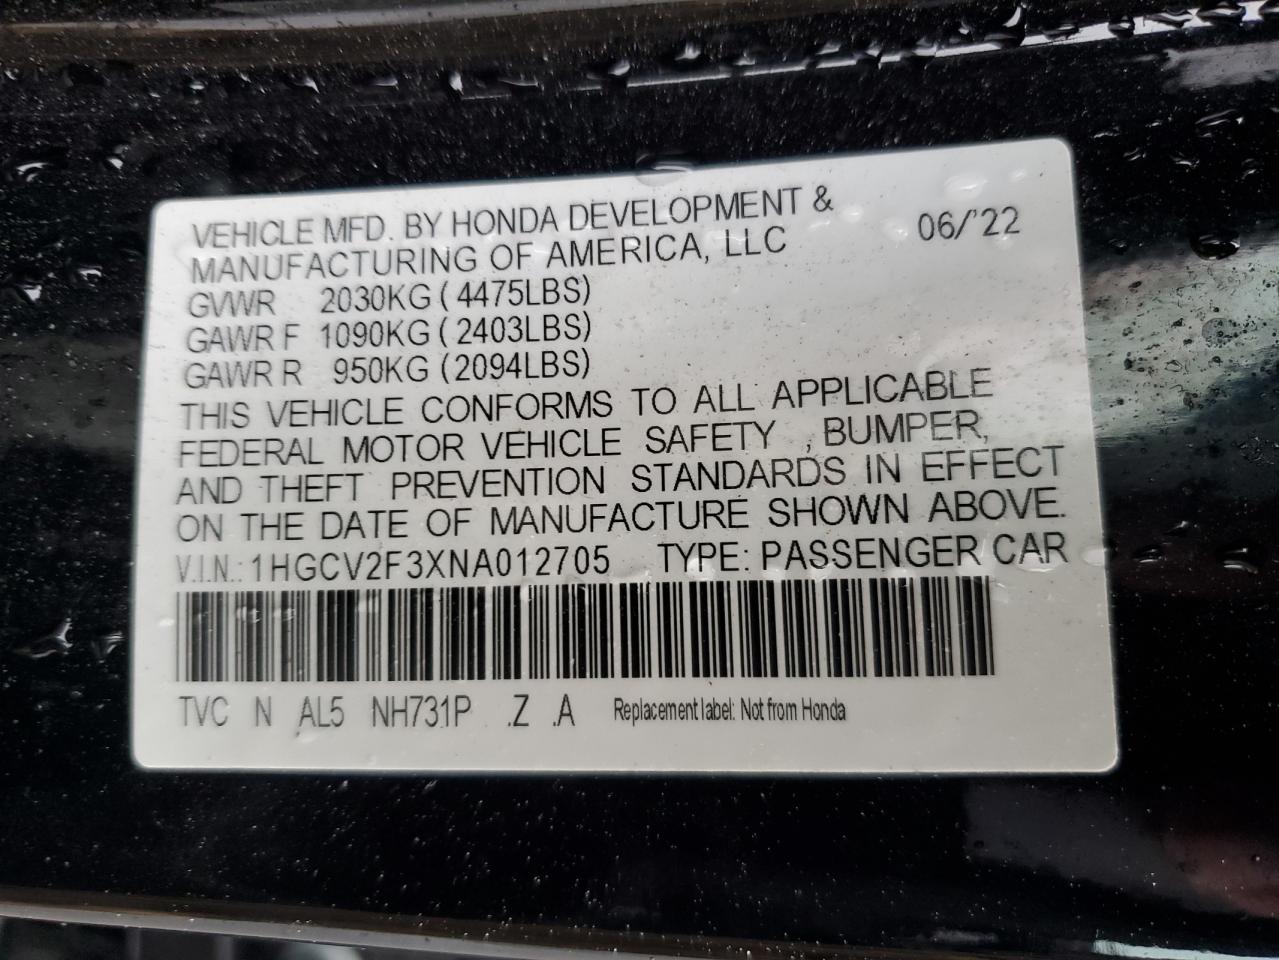 VEHICLE MFD. BY HONDA DEVELOPMENT &
MANUFACTURING OF AMERICA, LLC 06/'22
GVWR 2030KG ( 4475LBS)
GAWR F 1090KG ( 2403LBS)
GAWR R 950KG ( 2094LBS)
THIS VEHICLE CONFORMS TO ALL APPLICABLE
FEDERAL MOTOR VEHICLE SAFETY , BUMPER,
AND THEFT PREVENTION STANDARDS IN EFFECT
ON THE DATE OF MANUFACTURE SHOWN ABOVE.
V.I.N.: 1HGCV2F3XNA012705 TYPE: PASSENGER CAR
TVC N AL5 NH731P .Z .A Replacement label: Not from Honda